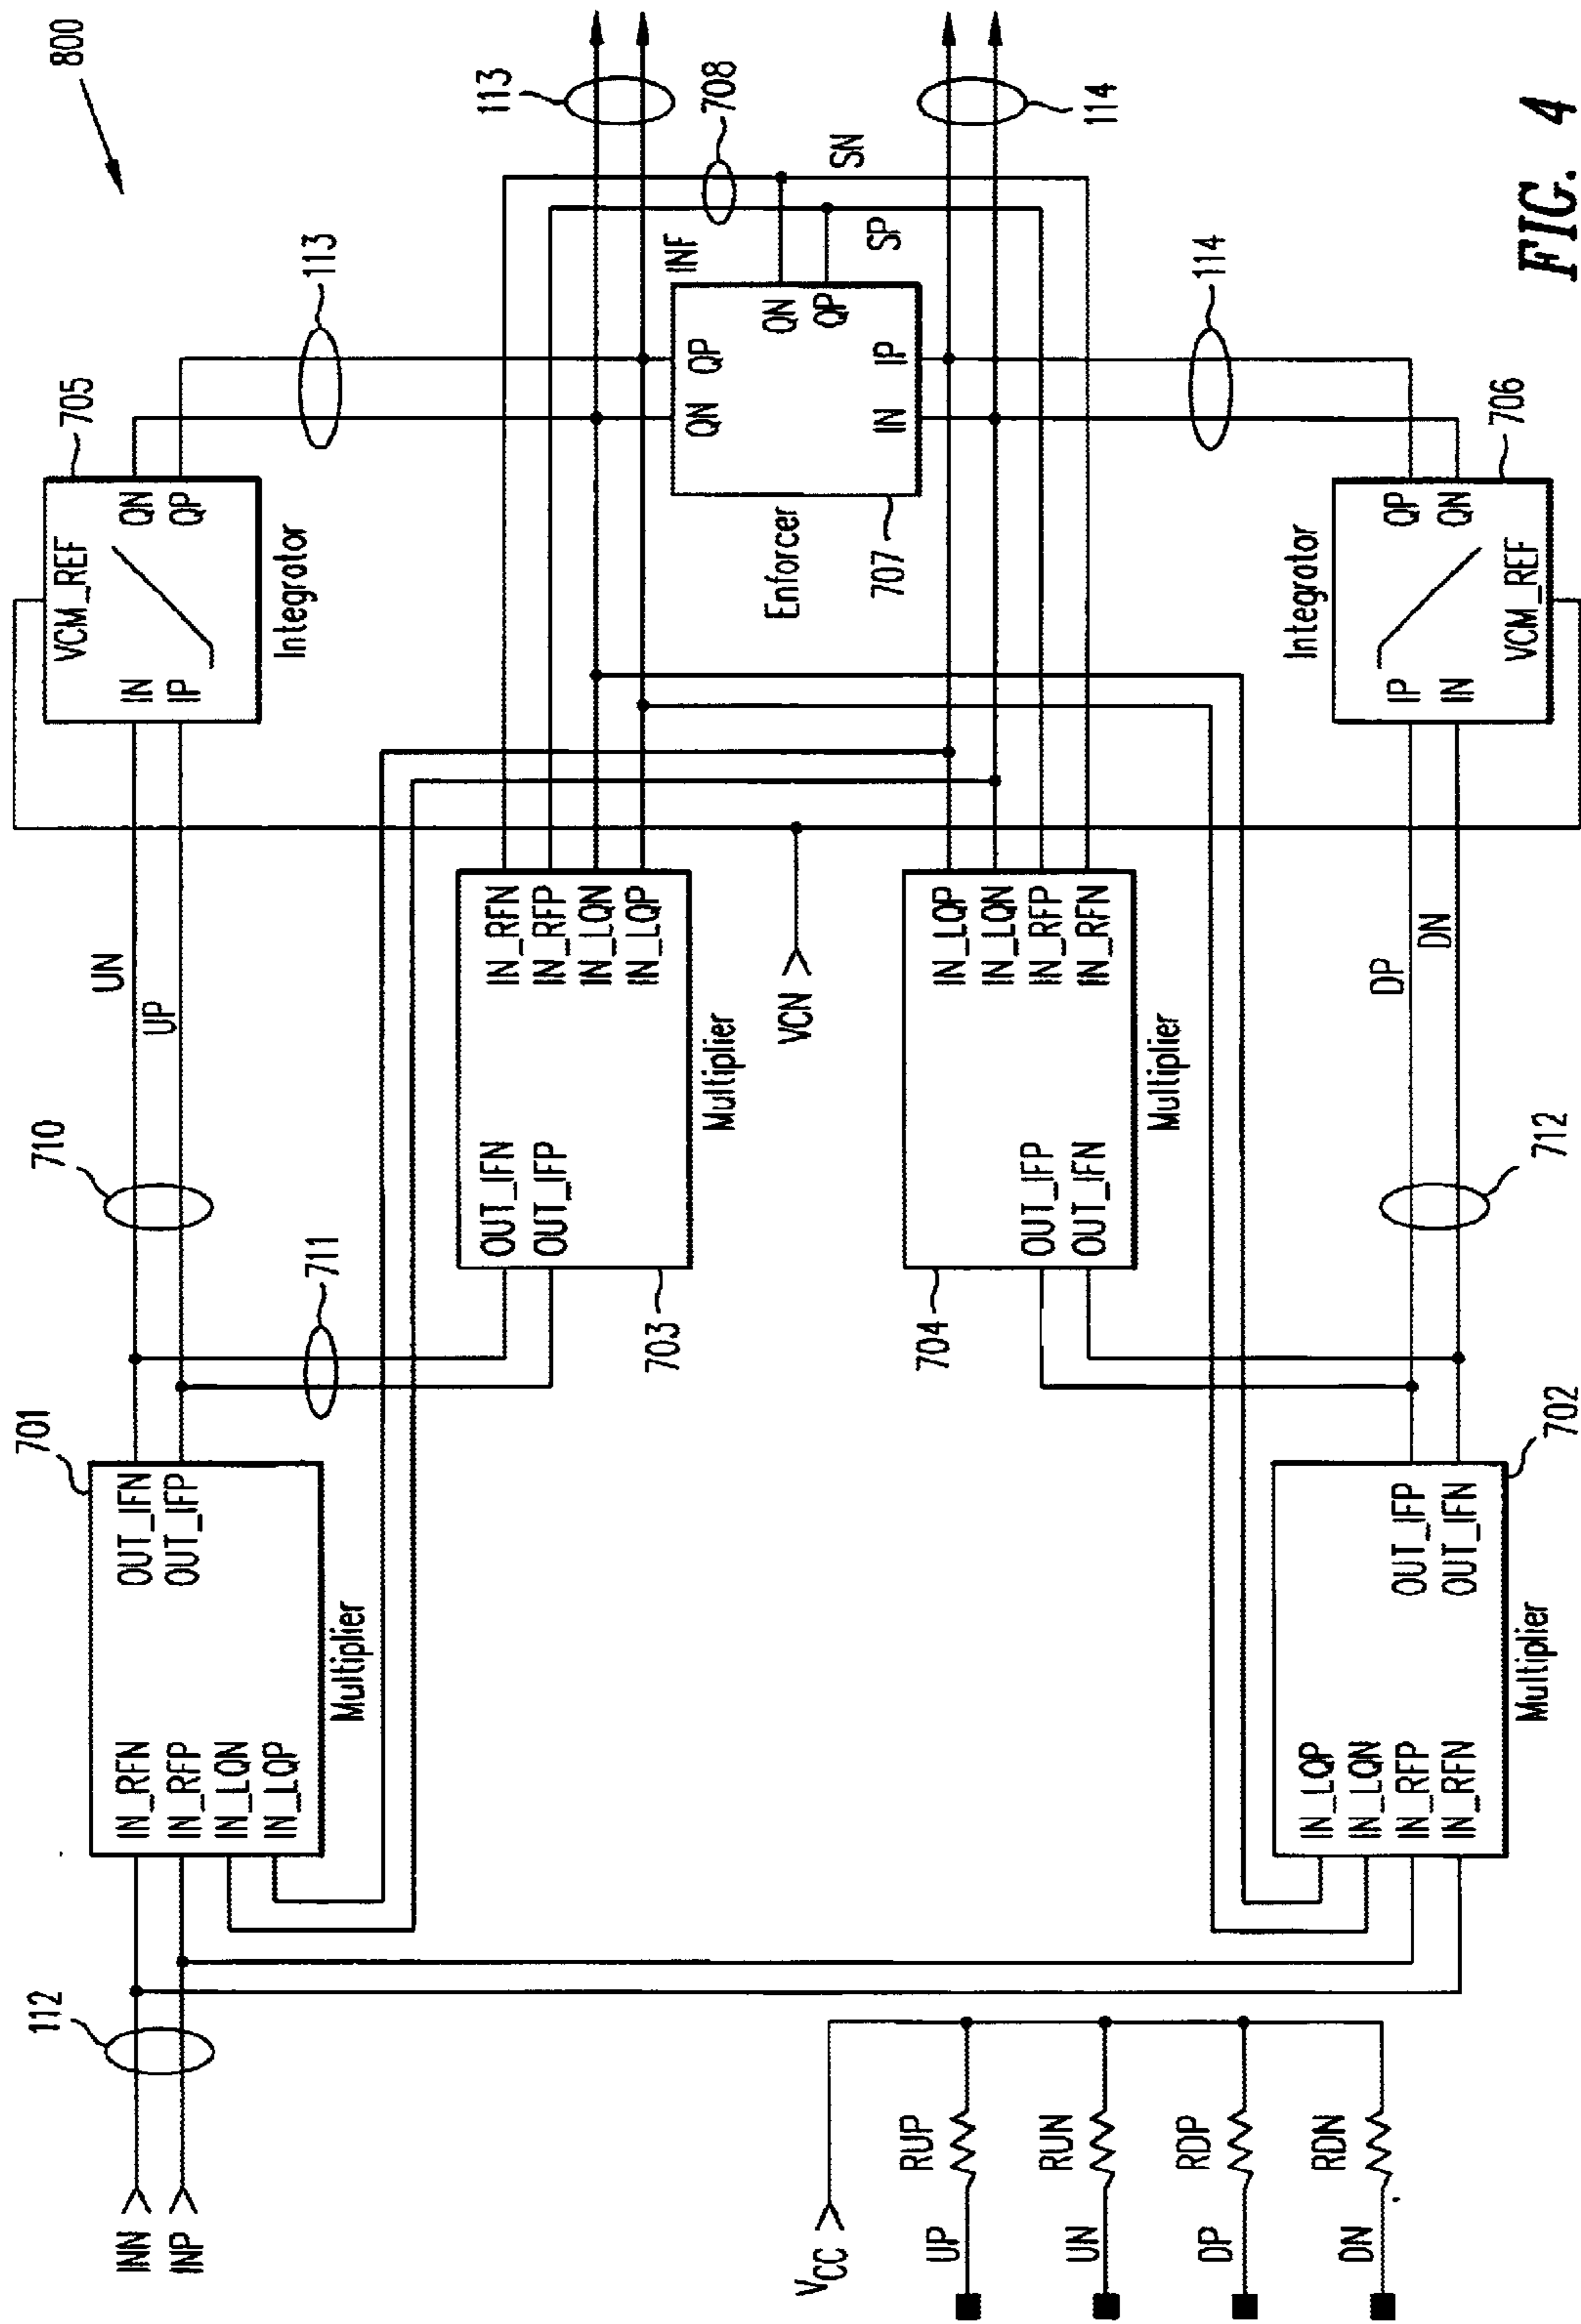 800
INN
INP
112
701
IN_RFN
IN_RFP
IN_LQN
IN_LQP
OUT_IFN
OUT_IFP
Multiplier
710
711
UN
UP
705
VCM_REF
IN
IP
QN
QP
Integrator
113
113
708
703
OUT_IFN
OUT_IFP
IN_RFN
IN_RFP
IN_LQN
IN_LQP
Multiplier
VCN
INF
QN
QP
QN
QP
IN
IP
Enforcer
707
SN
SP
114
114
704
OUT_IFP
OUT_IFN
IN_LQP
IN_LQN
IN_RFP
IN_RFN
Multiplier
702
IN_LQP
IN_LQN
IN_RFP
IN_RFN
OUT_IFP
OUT_IFN
Multiplier
712
DP
DN
Integrator
IP
IN
QP
QN
VCM_REF
706
VCC
UP
RUP
UN
RUN
DP
RDP
DN
RDN
FIG. 4